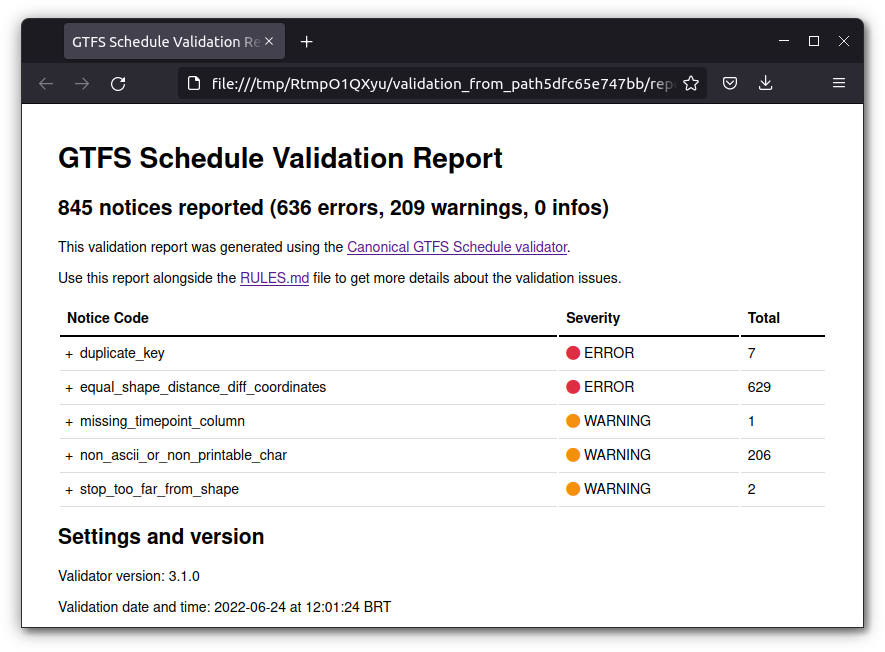 GTFS Schedule Validation Re
file:///tmp/RtmpO1QXyu/validation_from_path5dfc65e747bb/repo
GTFS Schedule Validation Report
845 notices reported (636 errors, 209 warnings, 0 infos)
This validation report was generated using the Canonical GTFS Schedule validator.
Use this report alongside the RULES.md file to get more details about the validation issues.
Notice Code Severity Total
+ duplicate_key ERROR 7
+ equal_shape_distance_diff_coordinates ERROR 629
+ missing_timepoint_column WARNING 1
+ non_ascii_or_non_printable_char WARNING 206
+ stop_too_far_from_shape WARNING 2
Settings and version
Validator version: 3.1.0
Validation date and time: 2022-06-24 at 12:01:24 BRT